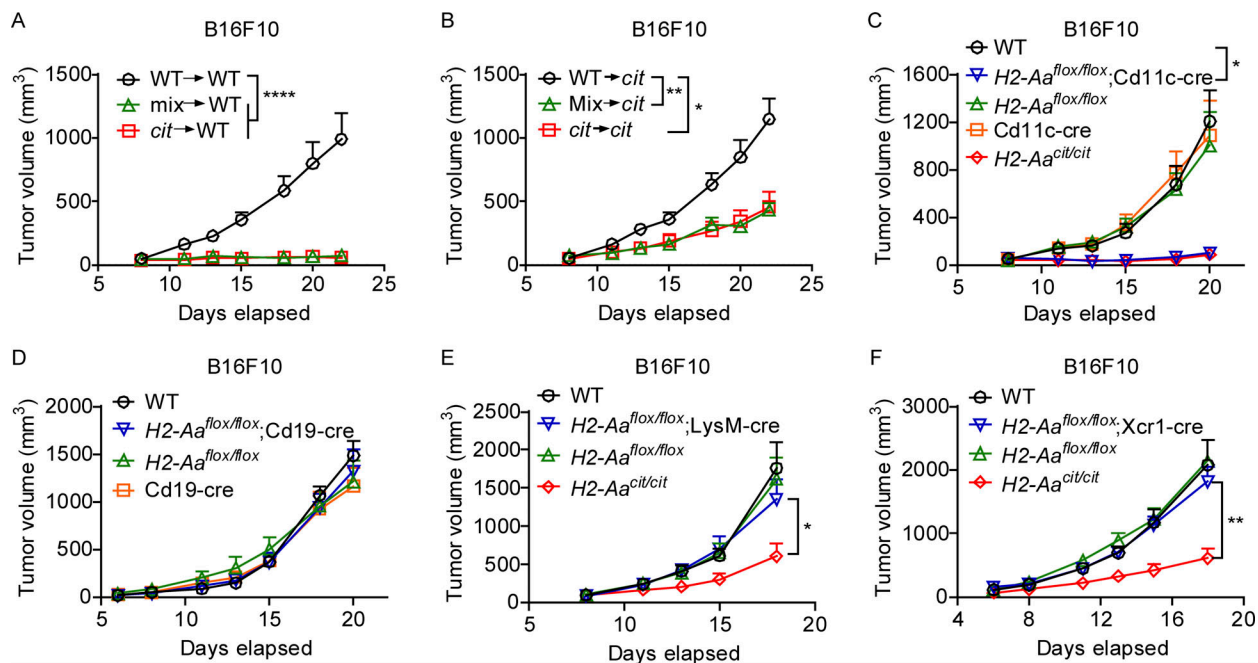 A
B16F10
WT→WT
mix→WT
cit→WT
****
Tumor volume (mm³)
1500
1000
500
0
5 10 15 20 25
Days elapsed
B
B16F10
WT→cit
Mix→cit
cit→cit
** *
Tumor volume (mm³)
1500
1000
500
0
5 10 15 20 25
Days elapsed
C
B16F10
WT
H2-Aaflox/flox;Cd11c-cre
H2-Aaflox/flox
Cd11c-cre
H2-Aacit/cit
*
Tumor volume (mm³)
1600
1200
800
400
0
5 10 15 20
Days elapsed
D
B16F10
WT
H2-Aaflox/flox;Cd19-cre
H2-Aaflox/flox
Cd19-cre
Tumor volume (mm³)
2000
1500
1000
500
0
5 10 15 20
Days elapsed
E
B16F10
WT
H2-Aaflox/flox;LysM-cre
H2-Aaflox/flox
H2-Aacit/cit
*
Tumor volume (mm³)
2500
2000
1500
1000
500
0
5 10 15 20
Days elapsed
F
B16F10
WT
H2-Aaflox/flox;Xcr1-cre
H2-Aaflox/flox
H2-Aacit/cit
**
Tumor volume (mm³)
3000
2000
1000
0
4 8 12 16 20
Days elapsed